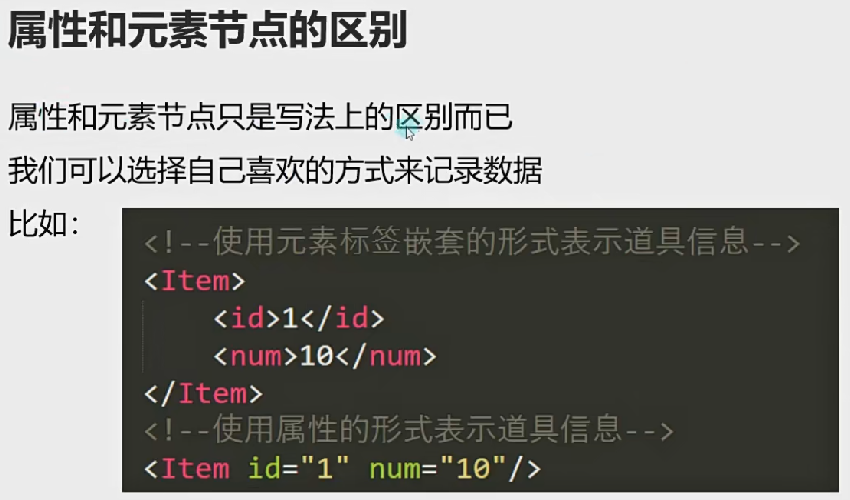 属性和元素节点的区别
属性和元素节点只是写法上的区别而已
我们可以选择自己喜欢的方式来记录数据
比如：
<!--使用元素标签嵌套的形式表示道具信息-->
<Item>
    <id>1</id>
    <num>10</num>
</Item>
<!--使用属性的形式表示道具信息-->
<Item id="1" num="10"/>